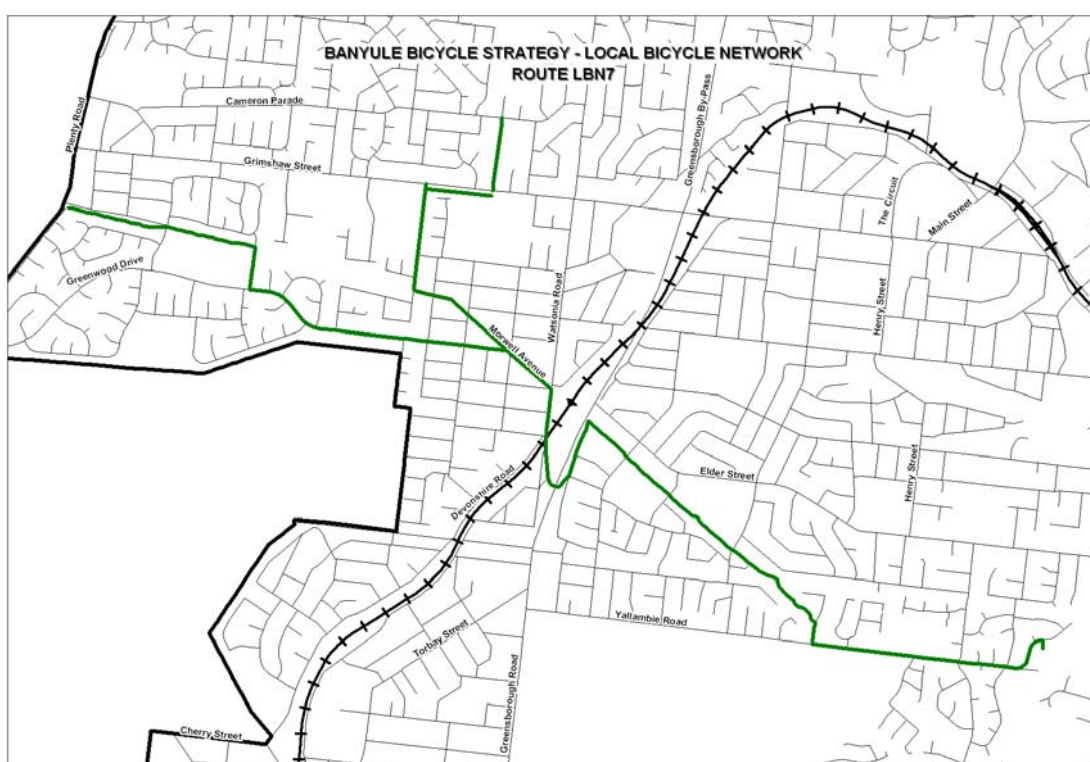 BANYULE BICYCLE STRATEGY - LOCAL BICYCLE NETWORK
ROUTE LBN7
Cameron Parade
Plenty Road
Greensborough By-Pass
Grimshaw Street
The Circuit
Main Street
Greenwood Drive
Watsonia Road
Henry Street
Morwell Avenue
Elder Street
Henry Street
Devonshire Road
Yallambie Road
Torbay Street
Greensborough Road
Cherry Street